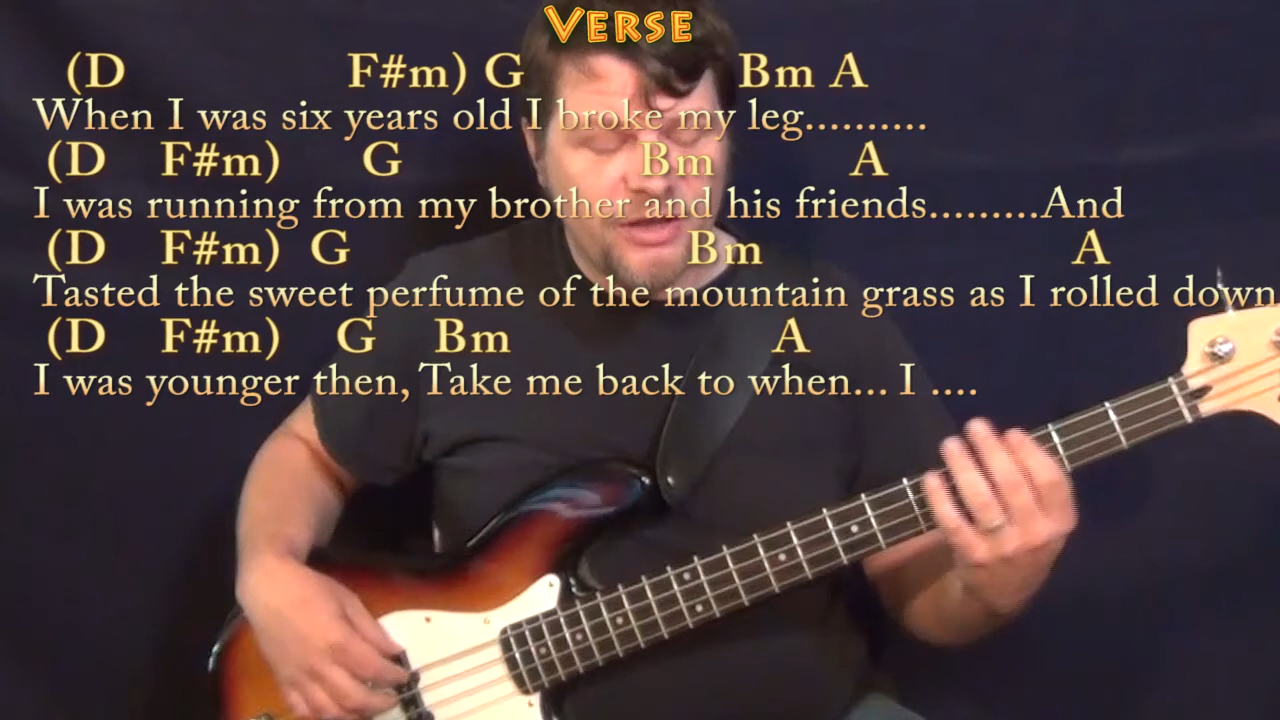 VERSE
(D F#m) G Bm A
When I was six years old I broke my leg..........
(D F#m) G Bm A
I was running from my brother and his friends.........And
(D F#m) G Bm A
Tasted the sweet perfume of the mountain grass as I rolled down
(D F#m) G Bm A
I was younger then, Take me back to when... I ....